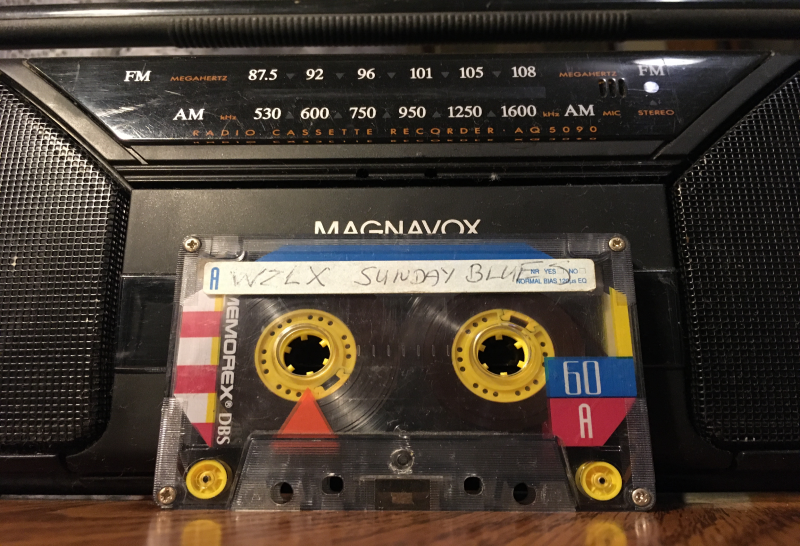 FM MEGAHERTZ 87.5 92 96 101 105 108 MEGAHERTZ FM
AM kHz 530 600 750 950 1250 1600 kHz AM MIC STEREO
RADIO CASSETTE RECORDER · AQ5090
MAGNAVOX
A WZLX SUNDAY BLUES NR YES NO
NORMAL BIAS 120μs EQ
MEMOREX® DBS
60
A